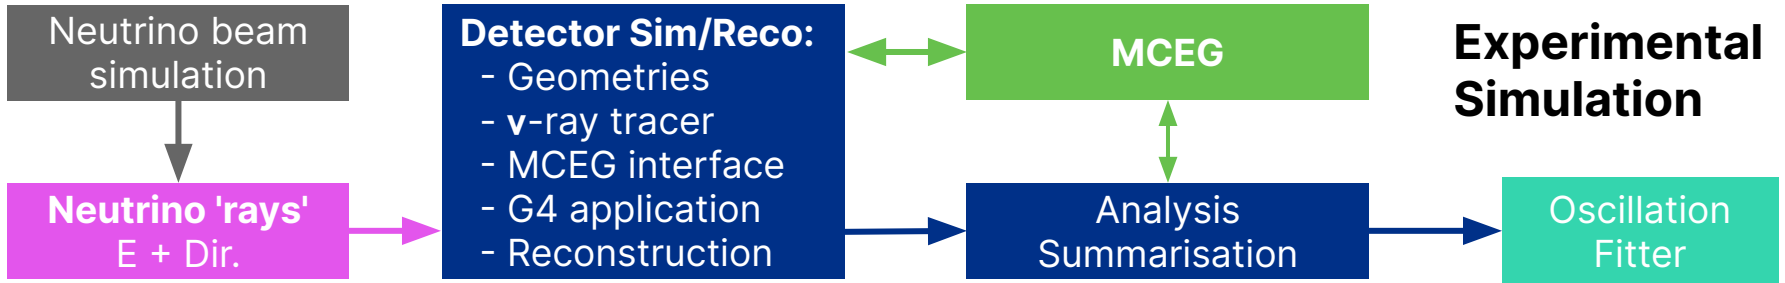 Neutrino beam
simulation
Neutrino 'rays'
E + Dir.
Detector Sim/Reco:
- Geometries
- ν-ray tracer
- MCEG interface
- G4 application
- Reconstruction
MCEG
Analysis
Summarisation
Experimental
Simulation
Oscillation
Fitter